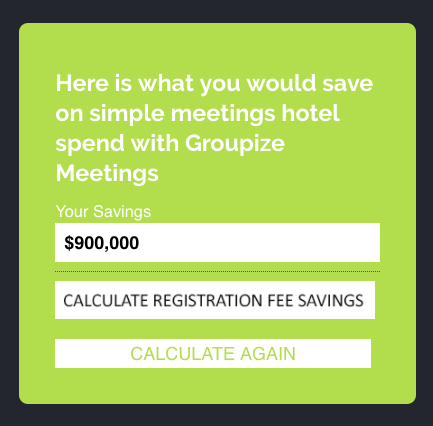 Here is what you would save
on simple meetings hotel
spend with Groupize
Meetings
Your Savings
$900,000
CALCULATE REGISTRATION FEE SAVINGS
CALCULATE AGAIN